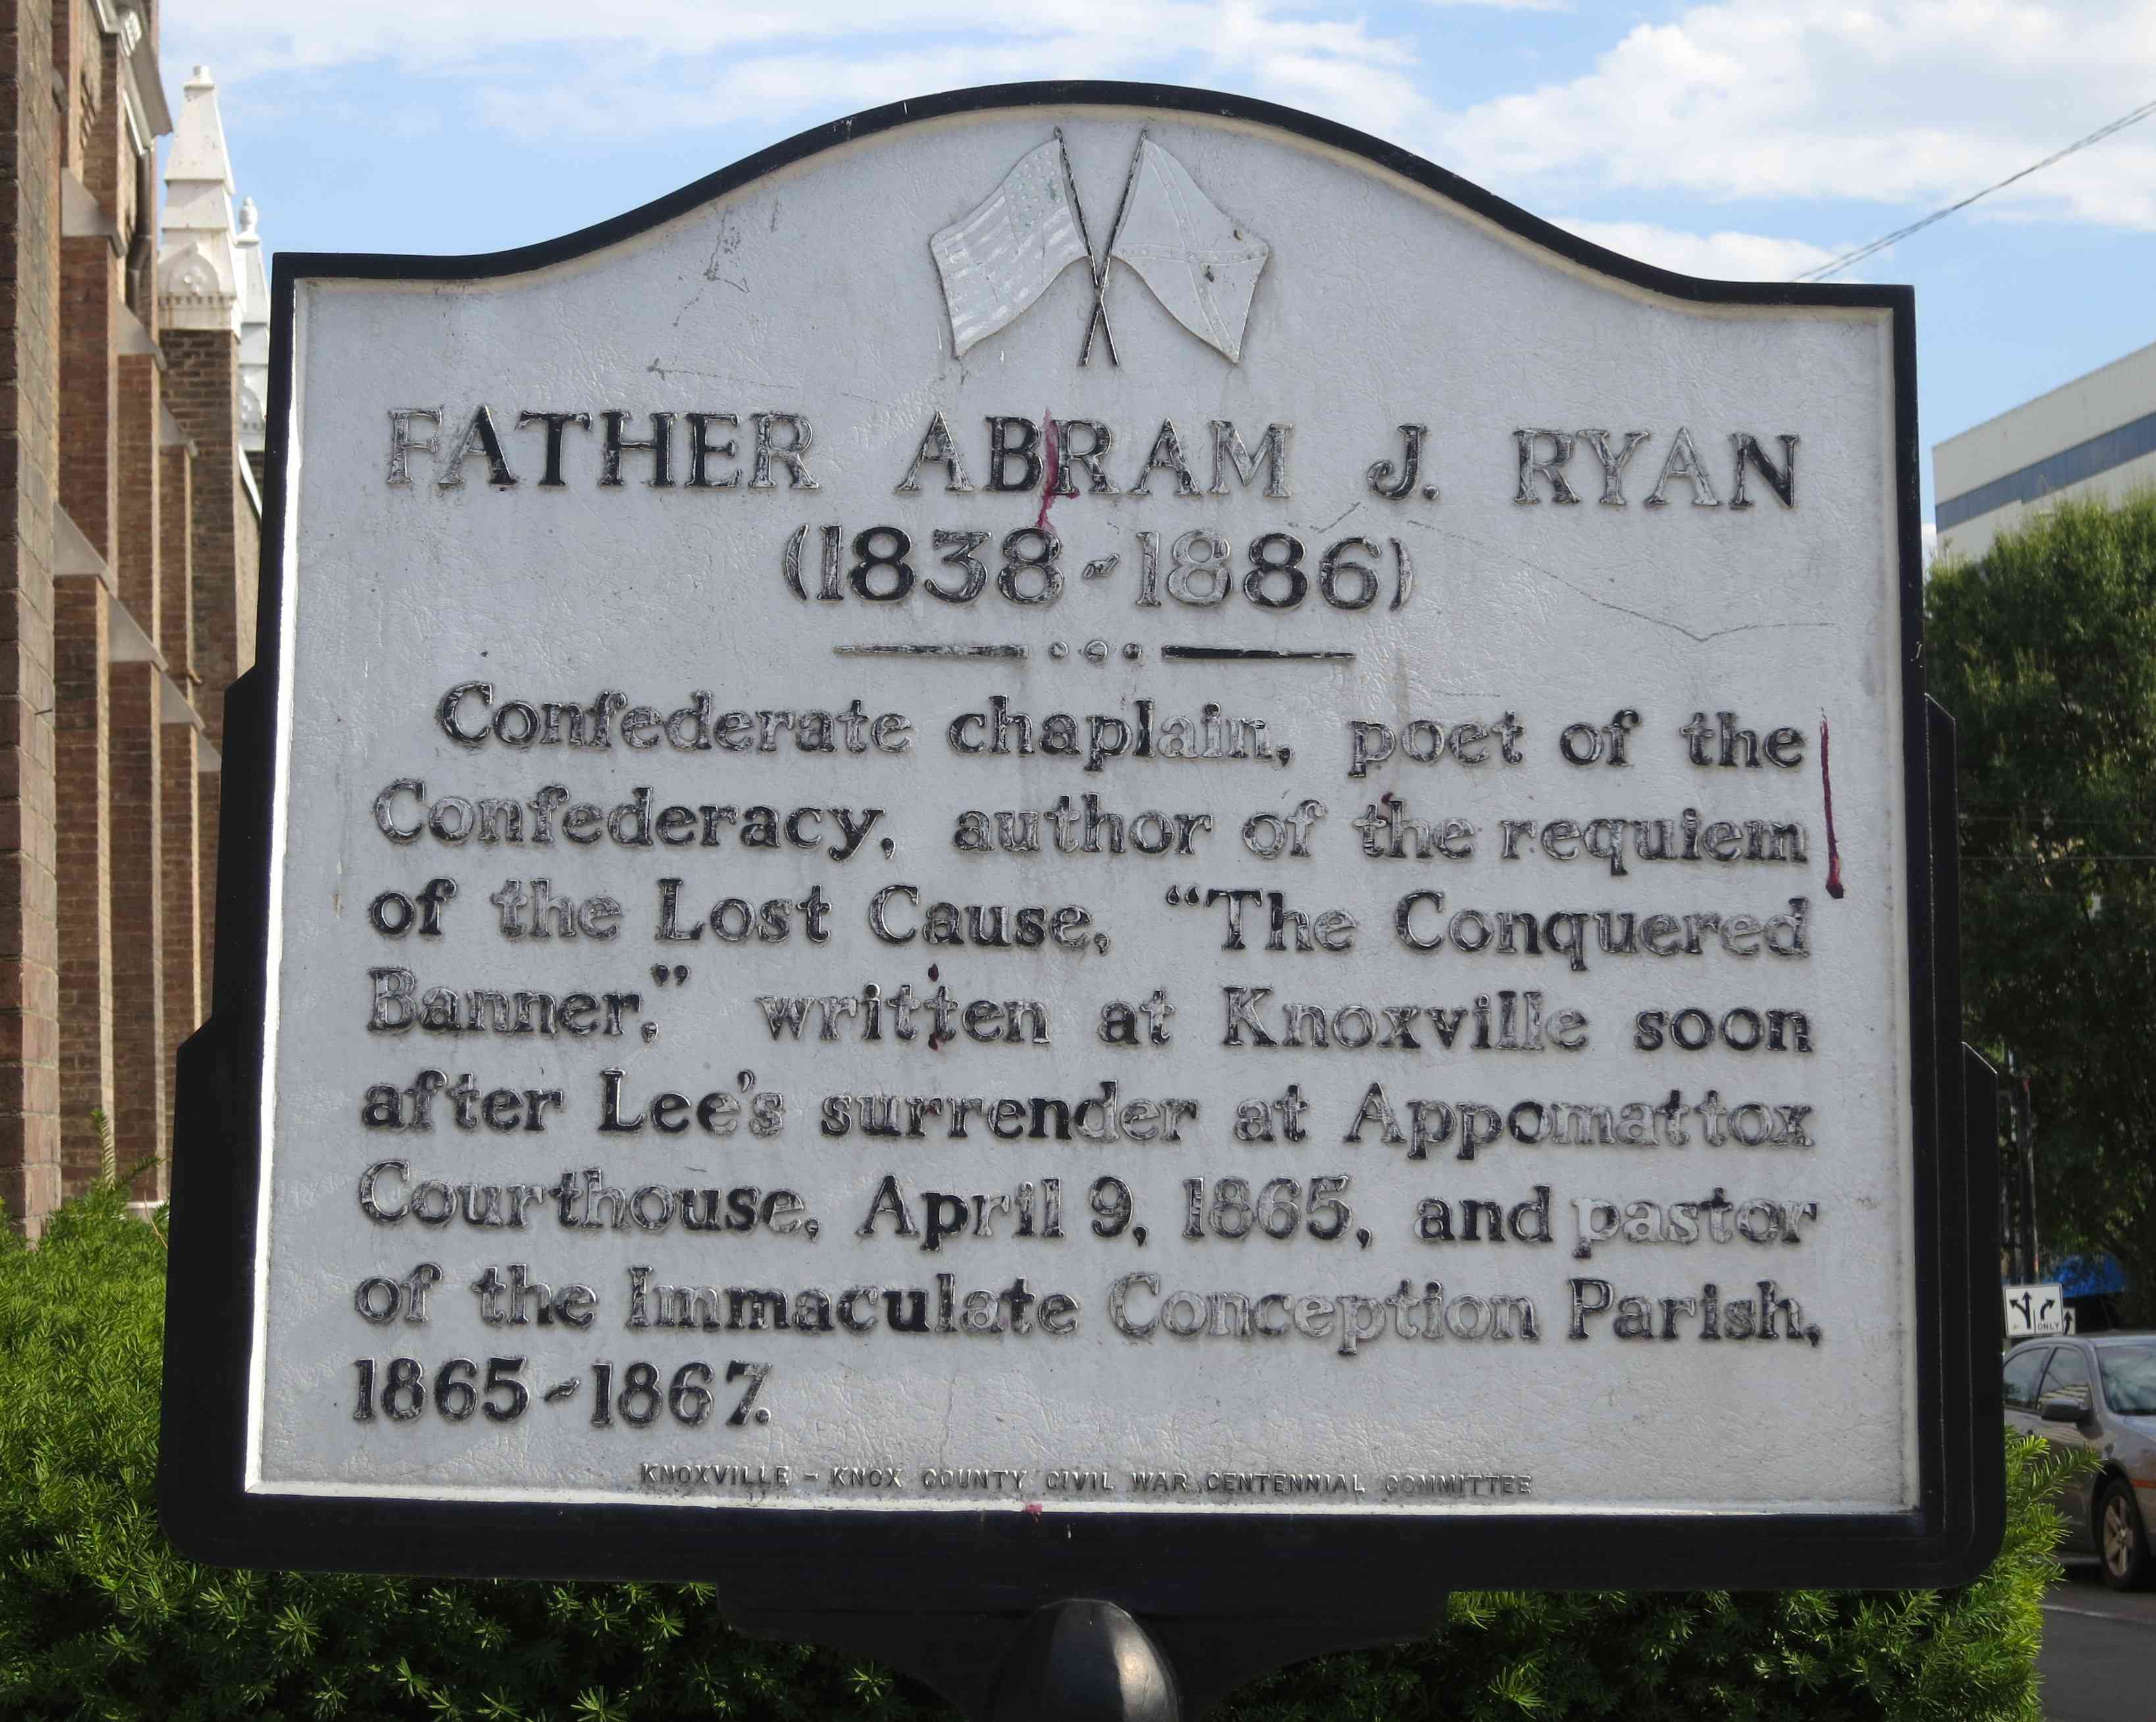 FATHER ABRAM J. RYAN
(1838-1886)
Confederate chaplain, poet of the
Confederacy, author of the requiem
of the Lost Cause, "The Conquered
Banner," written at Knoxville soon
after Lee's surrender at Appomattox
Courthouse, April 9, 1865, and pastor
of the Immaculate Conception Parish,
1865-1867.
KNOXVILLE - KNOX COUNTY CIVIL WAR CENTENNIAL COMMITTEE
ONLY